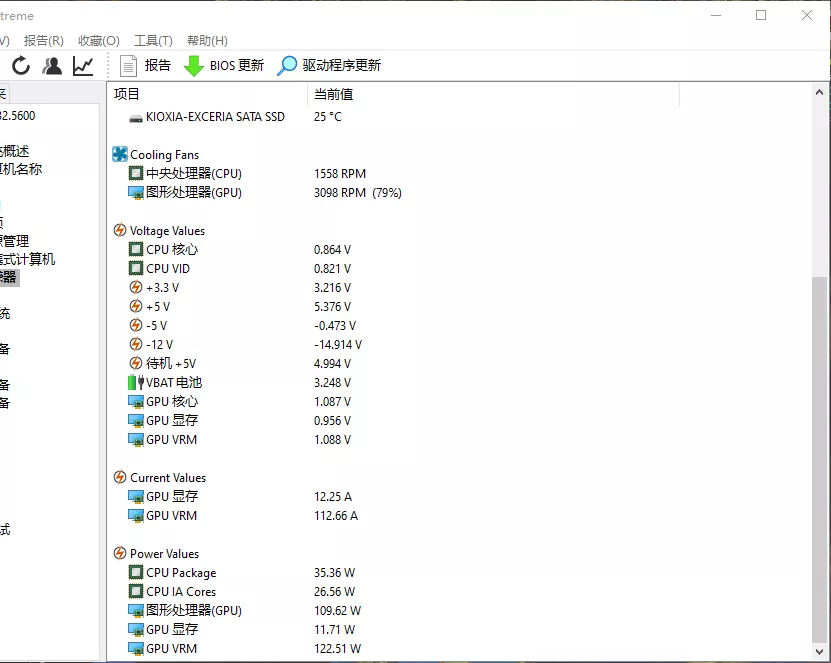 treme
V) 报告(R) 收藏(O) 工具(T) 帮助(H)
报告 BIOS 更新 驱动程序更新
项目 当前值
32.5600
KIOXIA-EXCERIA SATA SSD 25 °C
概述
Cooling Fans
机名称
中央处理器(CPU) 1558 RPM
图形处理器(GPU) 3098 RPM (79%)
Voltage Values
管理
CPU 核心 0.864 V
式计算机
CPU VID 0.821 V
器
+3.3 V 3.216 V
+5 V 5.376 V
统
-5 V -0.473 V
-12 V -14.914 V
备
待机 +5V 4.994 V
VBAT 电池 3.248 V
备
GPU 核心 1.087 V
备
GPU 显存 0.956 V
GPU VRM 1.088 V
Current Values
GPU 显存 12.25 A
GPU VRM 112.66 A
试
Power Values
CPU Package 35.36 W
CPU IA Cores 26.56 W
图形处理器(GPU) 109.62 W
GPU 显存 11.71 W
GPU VRM 122.51 W